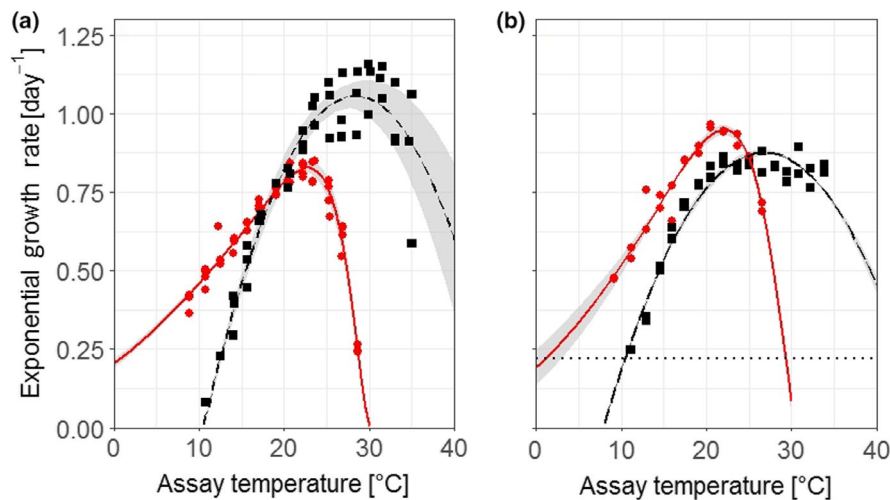 (a)
(b)
Exponential growth rate[day⁻¹]
1.25
1.00
0.75
0.50
0.25
0.00
0 10 20 30 40
0 10 20 30 40
Assay temperature [°C]
Assay temperature [°C]